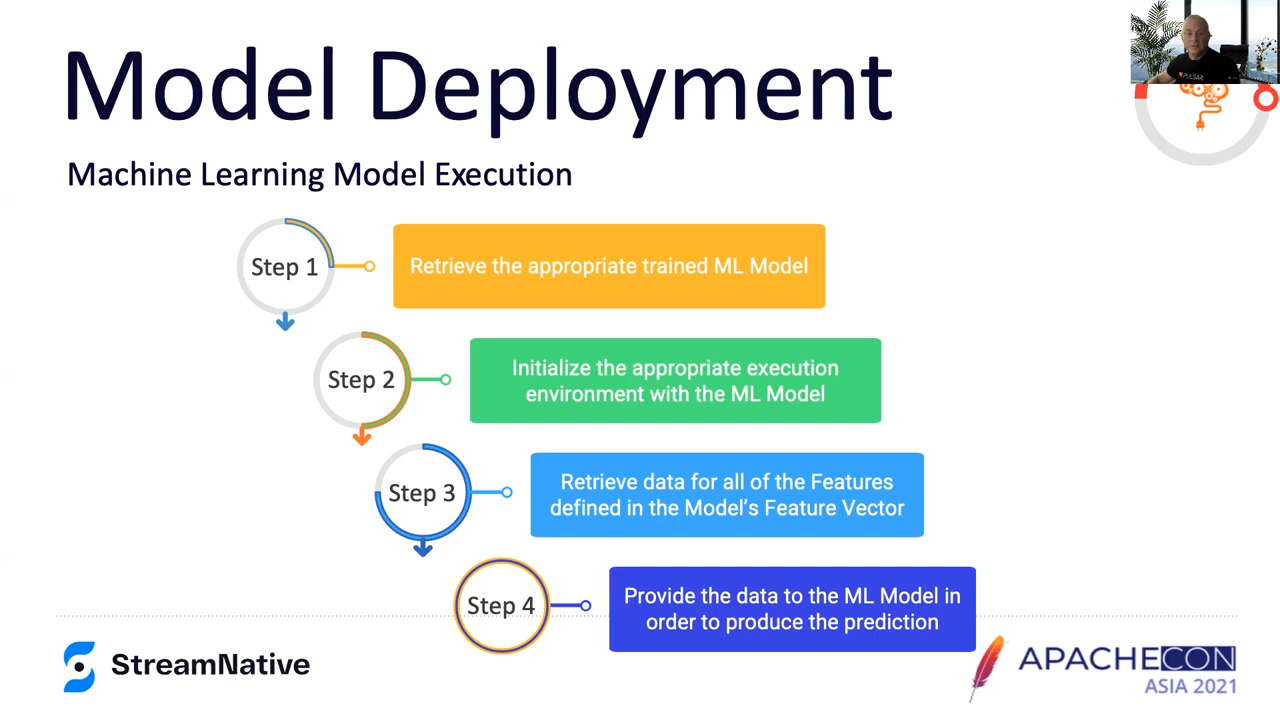 Model Deployment
Machine Learning Model Execution
Step 1
Retrieve the appropriate trained ML Model
Step 2
Initialize the appropriate execution
environment with the ML Model
Step 3
Retrieve data for all of the Features
defined in the Model’s Feature Vector
Step 4
Provide the data to the ML Model in
order to produce the prediction
StreamNative
APACHECON
ASIA 2021